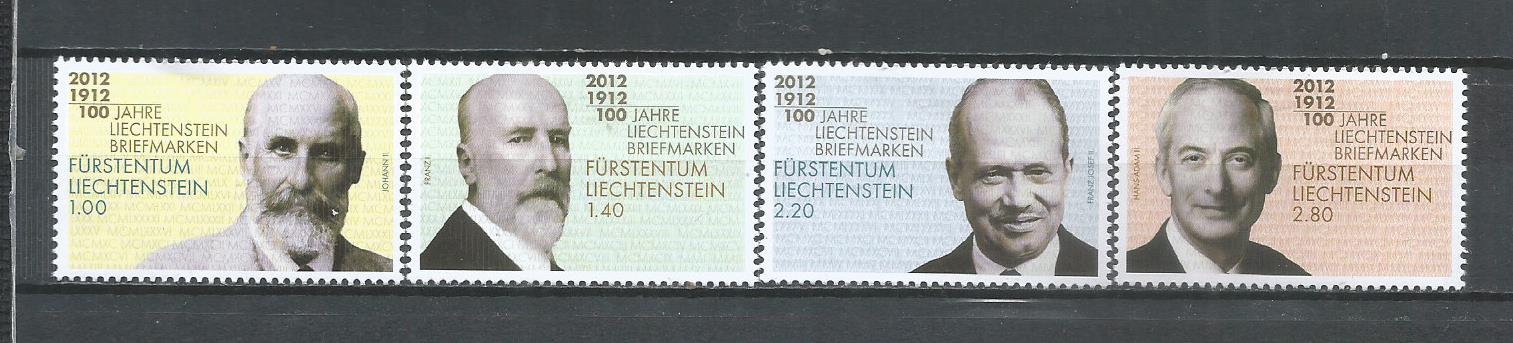 2012
1912
100 JAHRE
LIECHTENSTEIN
BRIEFMARKEN
FÜRSTENTUM
LIECHTENSTEIN
1.00
JOHANN II.
2012
1912
100 JAHRE
LIECHTENSTEIN
BRIEFMARKEN
FÜRSTENTUM
LIECHTENSTEIN
1.40
FRANZ I.
2012
1912
100 JAHRE
LIECHTENSTEIN
BRIEFMARKEN
FÜRSTENTUM
LIECHTENSTEIN
2.20
FRANZ JOSEF II.
2012
1912
100 JAHRE
LIECHTENSTEIN
BRIEFMARKEN
FÜRSTENTUM
LIECHTENSTEIN
2.80
HANS-ADAM II.